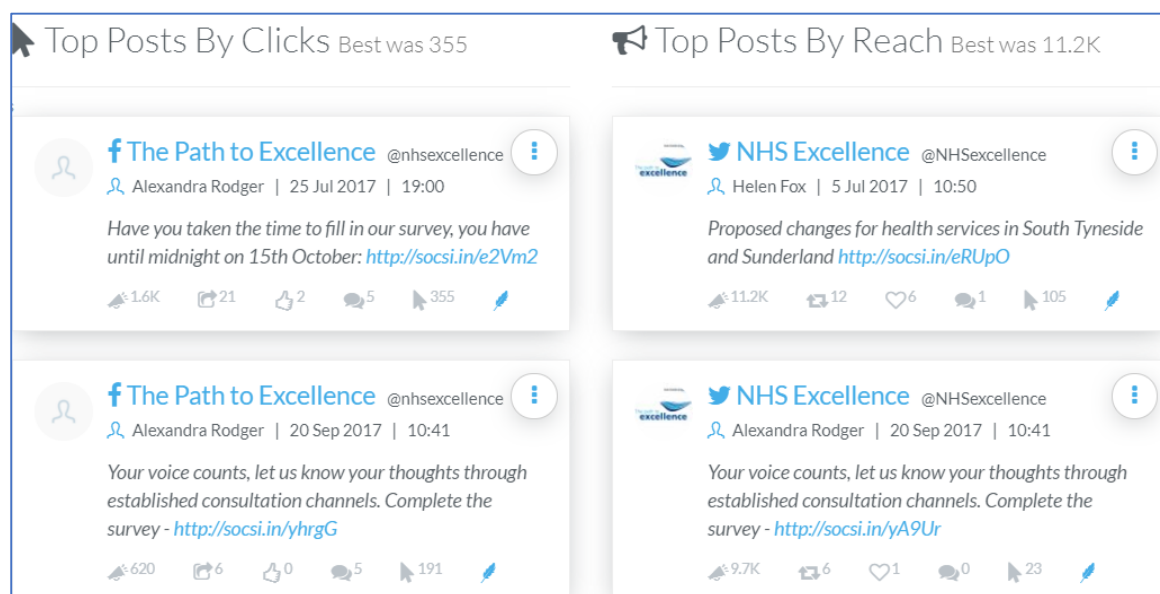 Top Posts By Clicks Best was 355
The Path to Excellence @nhsexcellence
Alexandra Rodger | 25 Jul 2017 | 19:00
Have you taken the time to fill in our survey, you have
until midnight on 15th October: http://socsi.in/e2Vm2
1.6K 21 2 5 355
The Path to Excellence @nhsexcellence
Alexandra Rodger | 20 Sep 2017 | 10:41
Your voice counts, let us know your thoughts through
established consultation channels. Complete the
survey - http://socsi.in/yhrgG
620 6 0 5 191
Top Posts By Reach Best was 11.2K
excellence
NHS Excellence @NHSexcellence
Helen Fox | 5 Jul 2017 | 10:50
Proposed changes for health services in South Tyneside
and Sunderland http://socsi.in/eRUpO
11.2K 12 6 1 105
excellence
NHS Excellence @NHSexcellence
Alexandra Rodger | 20 Sep 2017 | 10:41
Your voice counts, let us know your thoughts through
established consultation channels. Complete the
survey - http://socsi.in/yA9Ur
9.7K 6 1 0 23